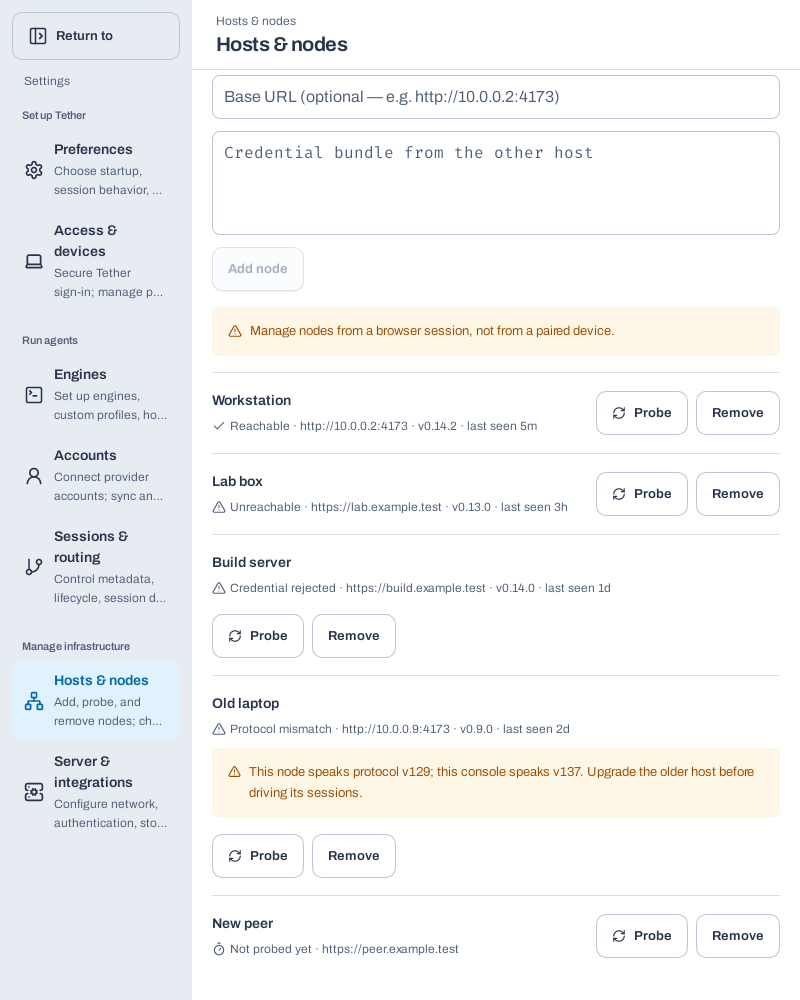 Return to
Settings
Set up Tether
Preferences
Choose startup,
session behavior, ...
Access &
devices
Secure Tether
sign-in; manage p...
Run agents
Engines
Set up engines,
custom profiles, ho...
Accounts
Connect provider
accounts; sync an...
Sessions &
routing
Control metadata,
lifecycle, session d...
Manage infrastructure
Hosts & nodes
Add, probe, and
remove nodes; ch...
Server &
integrations
Configure network,
authentication, sto...
Hosts & nodes
Hosts & nodes
Base URL (optional — e.g. http://10.0.0.2:4173)
Credential bundle from the other host
Add node
Manage nodes from a browser session, not from a paired device.
Workstation
Reachable · http://10.0.0.2:4173 · v0.14.2 · last seen 5m
Probe
Remove
Lab box
Unreachable · https://lab.example.test · v0.13.0 · last seen 3h
Probe
Remove
Build server
Credential rejected · https://build.example.test · v0.14.0 · last seen 1d
Probe
Remove
Old laptop
Protocol mismatch · http://10.0.0.9:4173 · v0.9.0 · last seen 2d
This node speaks protocol v129; this console speaks v137. Upgrade the older host before
driving its sessions.
Probe
Remove
New peer
Not probed yet · https://peer.example.test
Probe
Remove